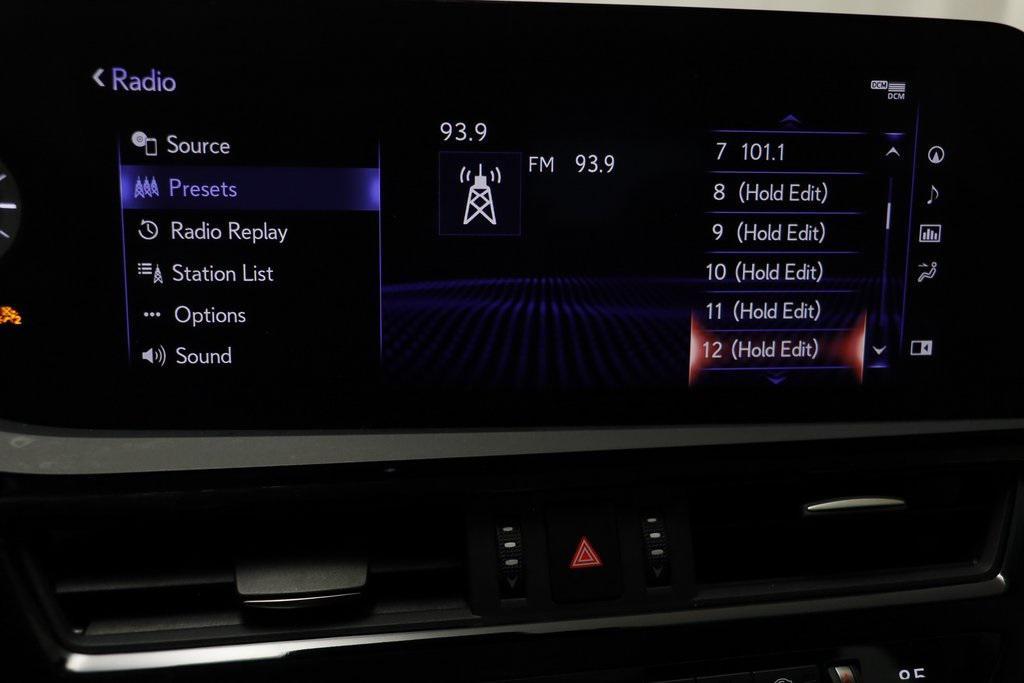 Radio
DCM
DCM
Source
Presets
Radio Replay
Station List
Options
Sound
93.9
FM 93.9
7 101.1
8 (Hold Edit)
9 (Hold Edit)
10 (Hold Edit)
11 (Hold Edit)
12 (Hold Edit)